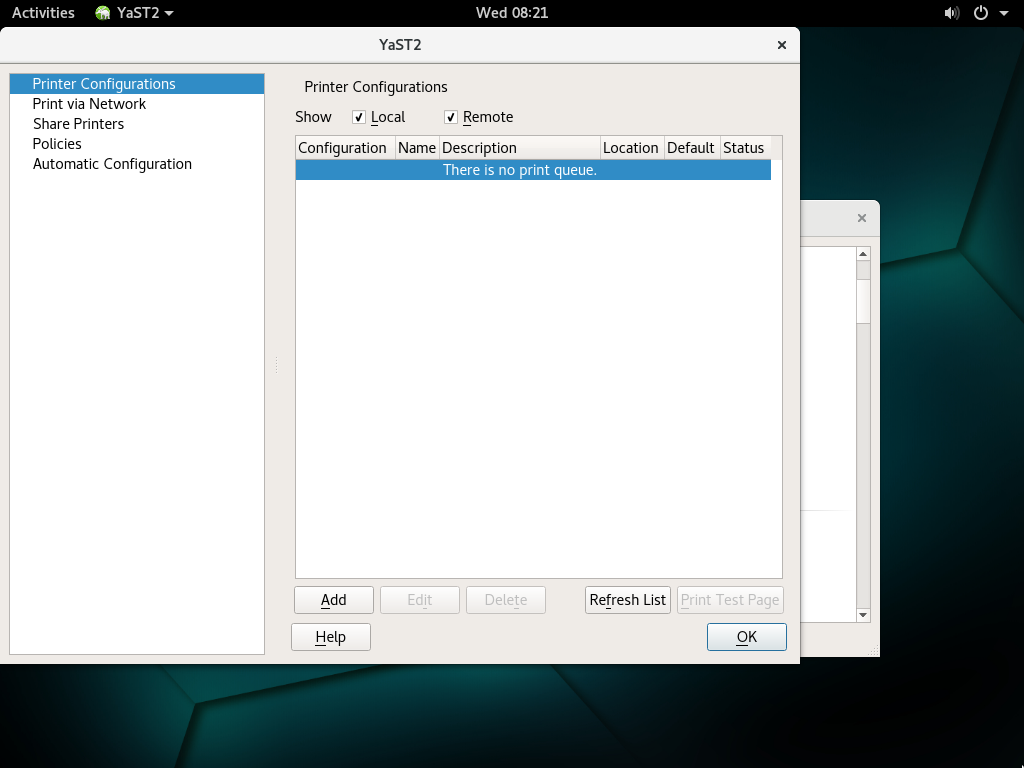 Activities YaST2 Wed 08:21
YaST2
Printer Configurations
Print via Network
Share Printers
Policies
Automatic Configuration
Printer Configurations
Show Local Remote
Configuration Name Description Location Default Status
There is no print queue.
Add Edit Delete Refresh List Print Test Page
Help OK